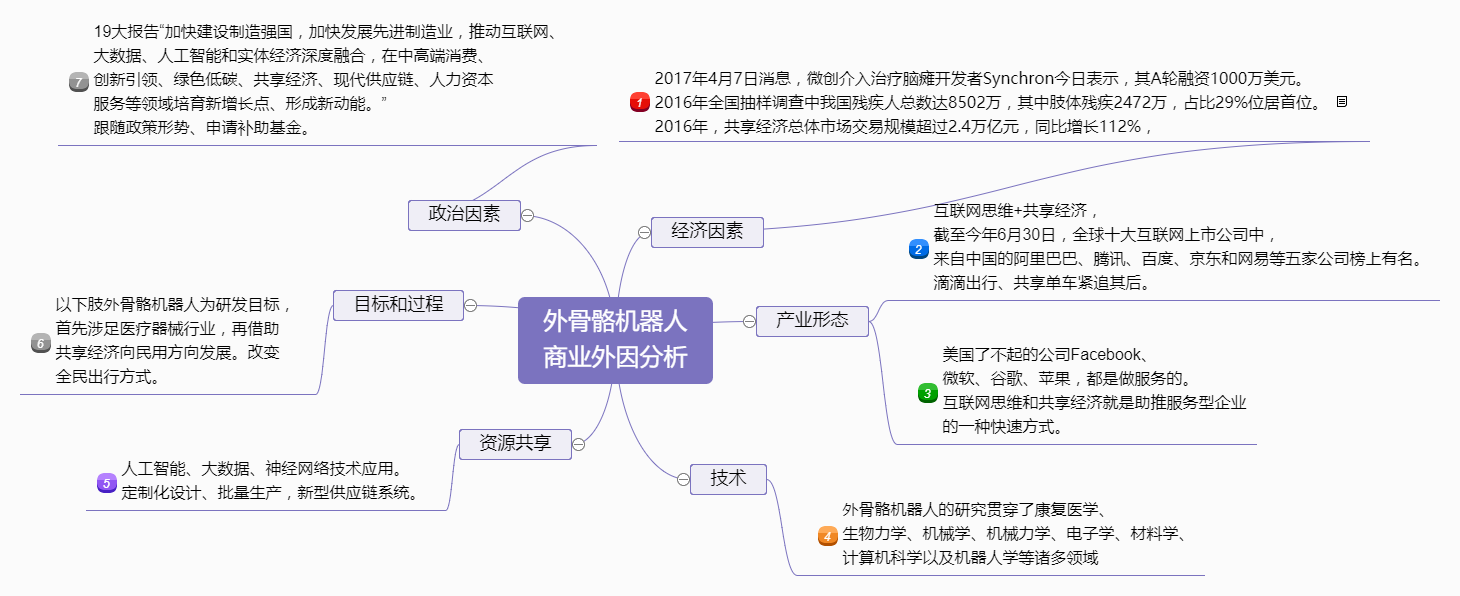 外骨骼机器人
商业外因分析
经济因素
1
2017年4月7日消息，微创介入治疗脑瘫开发者Synchron今日表示，其A轮融资1000万美元。
2016年全国抽样调查中我国残疾人总数达8502万，其中肢体残疾2472万，占比29%位居首位。
2016年，共享经济总体市场交易规模超过2.4万亿元，同比增长112%，
产业形态
2
互联网思维+共享经济，
截至今年6月30日，全球十大互联网上市公司中，
来自中国的阿里巴巴、腾讯、百度、京东和网易等五家公司榜上有名。
滴滴出行、共享单车紧追其后。
3
美国了不起的公司Facebook、
微软、谷歌、苹果，都是做服务的。
互联网思维和共享经济就是助推服务型企业
的一种快速方式。
技术
4
外骨骼机器人的研究贯穿了康复医学、
生物力学、机械学、机械力学、电子学、材料学、
计算机科学以及机器人学等诸多领域
资源共享
5
人工智能、大数据、神经网络技术应用。
定制化设计、批量生产，新型供应链系统。
目标和过程
6
以下肢外骨骼机器人为研发目标，
首先涉足医疗器械行业，再借助
共享经济向民用方向发展。改变
全民出行方式。
政治因素
7
19大报告“加快建设制造强国，加快发展先进制造业，推动互联网、
大数据、人工智能和实体经济深度融合，在中高端消费、
创新引领、绿色低碳、共享经济、现代供应链、人力资本
服务等领域培育新增长点、形成新动能。”
跟随政策形势、申请补助基金。